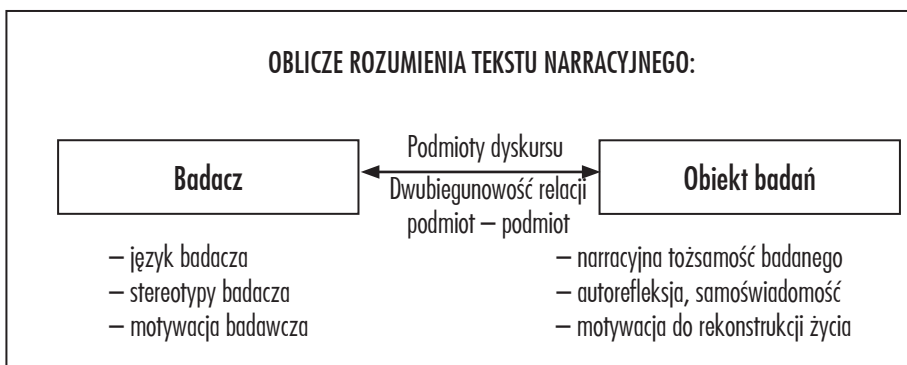 OBLICZE ROZUMIENIA TEKSTU NARRACYJNEGO:
Badacz
Podmioty dyskursu
Dwubiegunowość relacji
podmiot – podmiot
Obiekt badań
– język badacza
– stereotypy badacza
– motywacja badawcza
– narracyjna tożsamość badanego
– autorefleksja, samoświadomość
– motywacja do rekonstrukcji życia